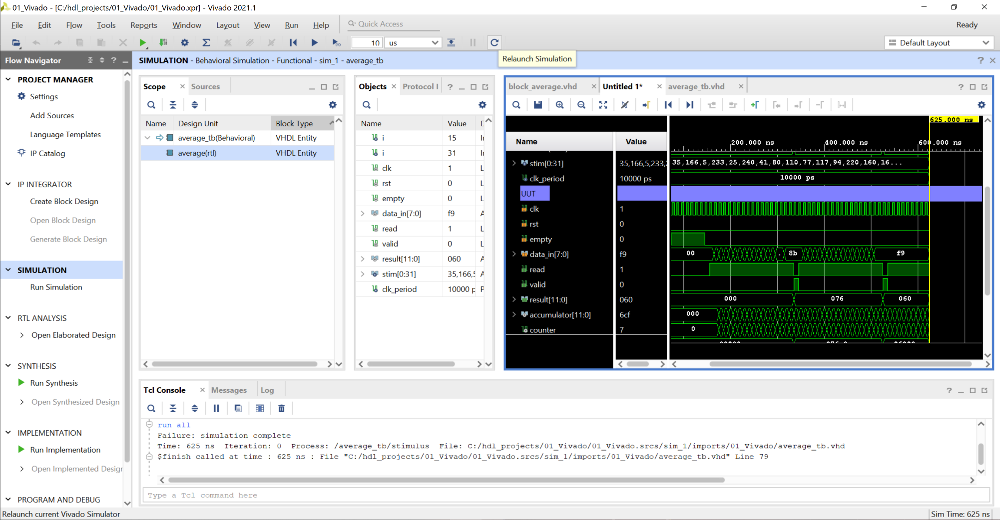 01_Vivado - [C:/hdl_projects/01_Vivado/01_Vivado.xpr] - Vivado 2021.1
File Edit Flow Tools Reports Window Layout View Run Help Quick Access Ready
10 us Default Layout
Relaunch Simulation
Flow Navigator
SIMULATION - Behavioral Simulation - Functional - sim_1 - average_tb
PROJECT MANAGER
Settings
Add Sources
Language Templates
IP Catalog
IP INTEGRATOR
Create Block Design
Open Block Design
Generate Block Design
SIMULATION
Run Simulation
RTL ANALYSIS
Open Elaborated Design
SYNTHESIS
Run Synthesis
Open Synthesized Design
IMPLEMENTATION
Run Implementation
Open Implemented Desigr
PROGRAM AND DEBUG
Scope Sources
Name Design Unit Block Type
average_tb(Behavioral) VHDL Entity
average(rtl) VHDL Entity
Objects Protocol I
Name Value
i 15
i 31
clk 1 L
rst 0 L
empty 0 L
data_in[7:0] f9 A
read 1 L
valid 0 L
result[11:0] 060 A
stim[0:31] 35,166,5 A
clk_period 10000 p P
block_average.vhd Untitled 1* average_tb.vhd
625.000 ns
Name Value 200.000 ns 400.000 ns 600.000 ns
stim[0:31] 35,166,5,233, 35,166,5,233,25,240,41,80,110,77,117,94,220,160,16...
clk_period 10000 ps 10000 ps
UUT
clk 1
rst 0
empty 0
data_in[7:0] f9 00 . 8b f9
read 1
valid 0
result[11:0] 060 000 076 060
accumulator[11:0] 6cf 000
counter 7 0
Tcl Console Messages Log
run all
Failure: simulation complete
Time: 625 ns Iteration: 0 Process: /average_tb/stimulus File: C:/hdl_projects/01_Vivado/01_Vivado.srcs/sim_1/imports/01_Vivado/average_tb.vhd
$finish called at time : 625 ns : File "C:/hdl_projects/01_Vivado/01_Vivado.srcs/sim_1/imports/01_Vivado/average_tb.vhd" Line 79
Type a Tcl command here
Relaunch current Vivado Simulator Sim Time: 625 ns